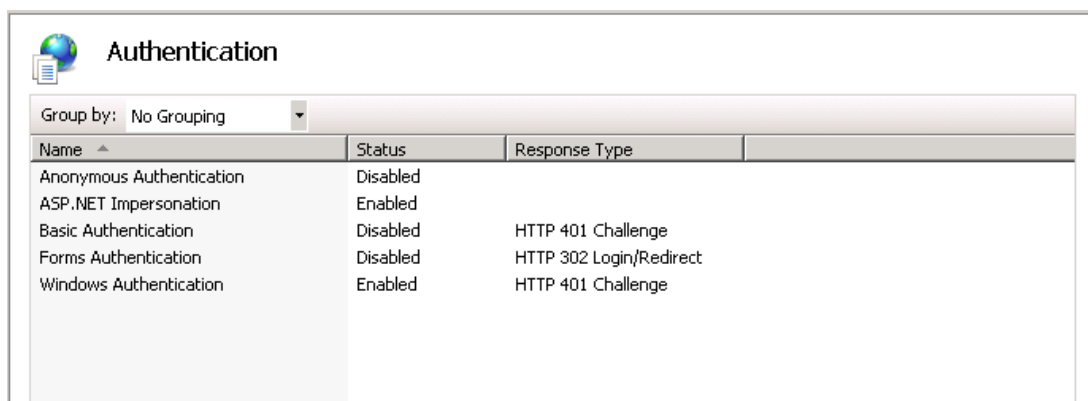 Authentication
Group by: No Grouping
Name Status Response Type
Anonymous Authentication Disabled
ASP.NET Impersonation Enabled
Basic Authentication Disabled HTTP 401 Challenge
Forms Authentication Disabled HTTP 302 Login/Redirect
Windows Authentication Enabled HTTP 401 Challenge